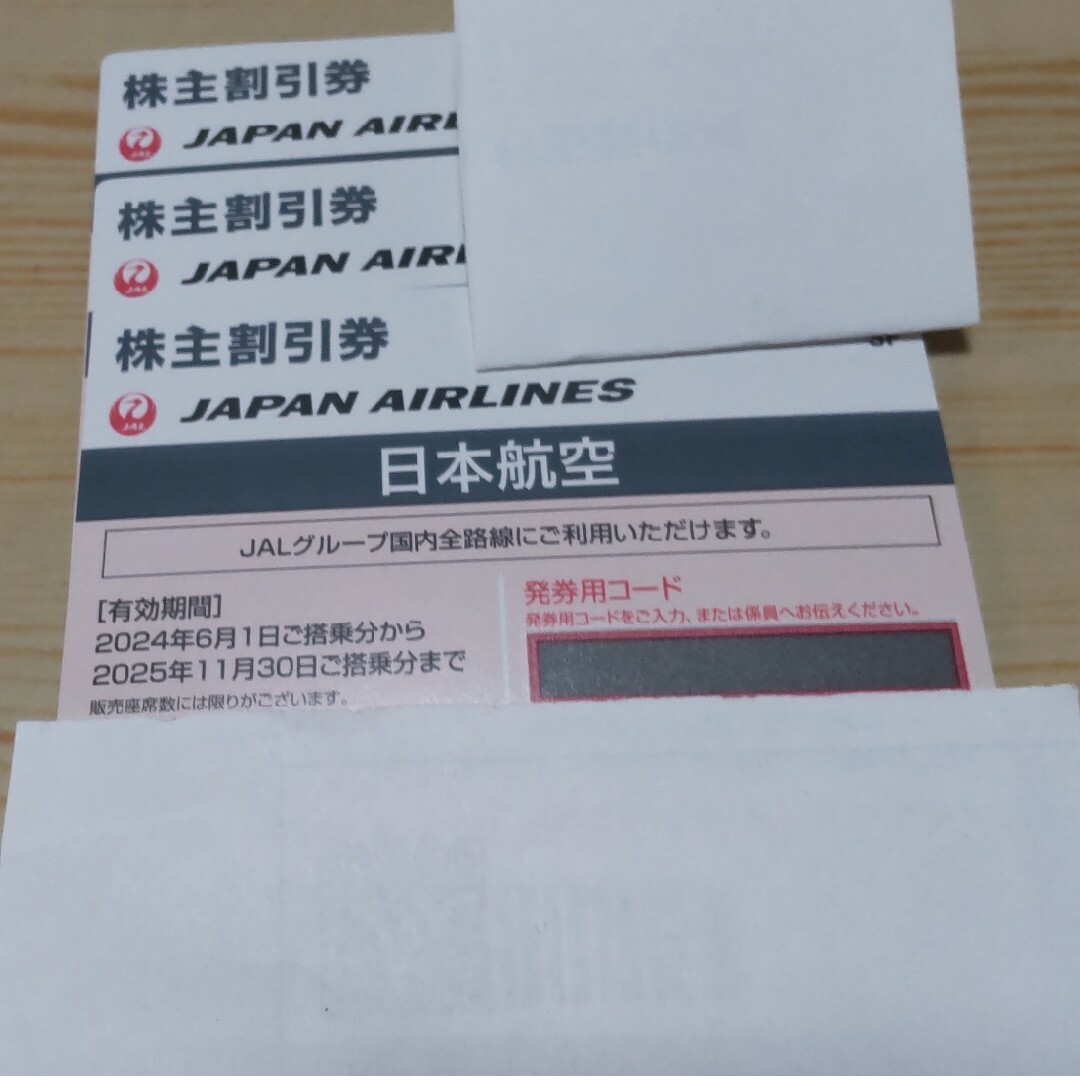 株主割引券
JAL JAPAN AIRL
株主割引券
JAL JAPAN AIRL
株主割引券
JAL JAPAN AIRLINES
日本航空
JALグループ国内全路線にご利用いただけます。
[有効期間]
2024年6月1日ご搭乗分から
2025年11月30日ご搭乗分まで
販売座席数には限りがございます。
発券用コード
発券用コードをご入力、または係員へお伝えください。